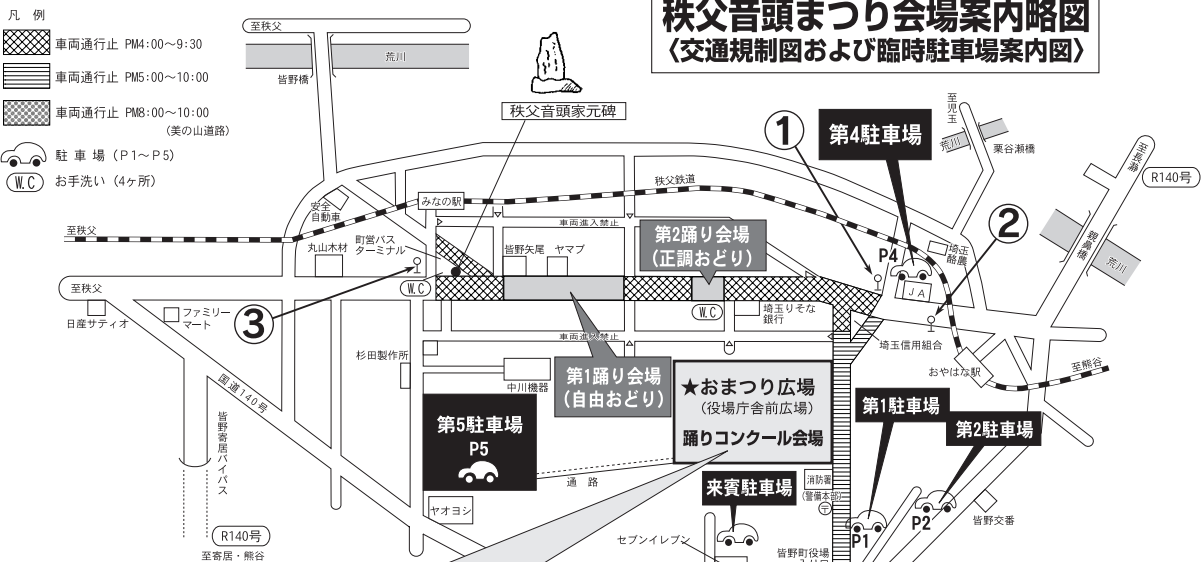 秩父音頭まつり会場案内略図
〈交通規制図および臨時駐車場案内図〉
凡 例
車両通行止 PM4:00〜9:30
車両通行止 PM5:00〜10:00
車両通行止 PM8:00〜10:00
(美の山道路)
駐 車 場(P1〜P5)
W.C
お手洗い(4ヶ所)
至秩父
荒川
皆野橋
秩父音頭家元碑
①
第4駐車場
至児玉
荒川
栗谷瀬橋
至長瀞
R140号
②
親鼻橋
荒川
秩父鉄道
みなの駅
安全
自動車
至秩父
丸山木材
町営バス
ターミナル
車両進入禁止
皆野矢尾
ヤマブ
第2踊り会場
(正調おどり)
P4
埼玉
酪農
JA
至秩父
日産サティオ
ファミリー
マート
③
W.C
W.C
埼玉りそな
銀行
埼玉信用組合
車両進入禁止
おやはな駅
至熊谷
杉田製作所
中川機器
第1踊り会場
(自由おどり)
★おまつり広場
(役場庁舎前広場)
踊りコンクール会場
国道140号
皆野寄居バイパス
第5駐車場
P5
通 路
第1駐車場
第2駐車場
消防署
(警備本部)
〒
来賓駐車場
ヤオヨシ
P1
P2
皆野交番
セブンイレブン
皆野町役場
R140号
至寄居・熊谷